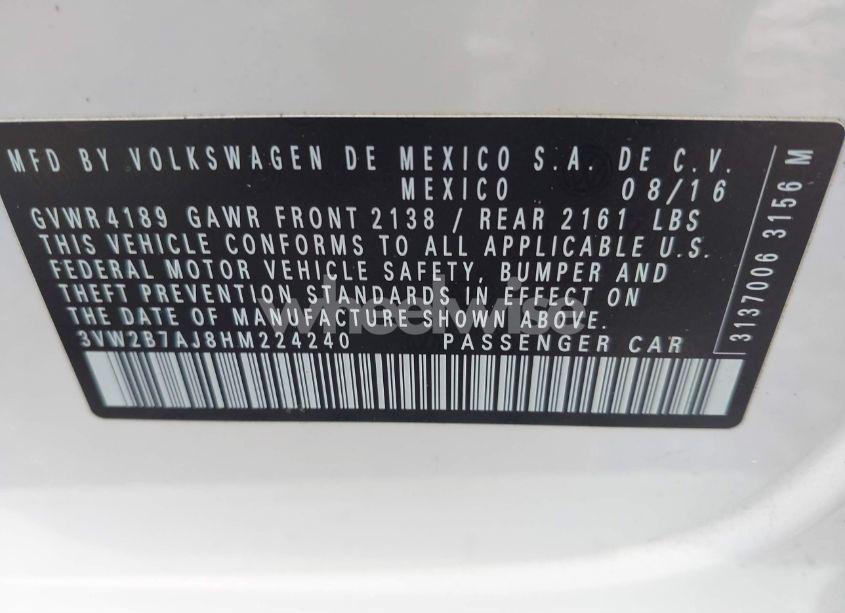 MFD BY VOLKSWAGEN DE MEXICO S.A. DE C.V.
MEXICO 08/16
GVWR4189 GAWR FRONT 2138 / REAR 2161 LBS
THIS VEHICLE CONFORMS TO ALL APPLICABLE U.S.
FEDERAL MOTOR VEHICLE SAFETY, BUMPER AND
THEFT PREVENTION STANDARDS IN EFFECT ON
THE DATE OF MANUFACTURE SHOWN ABOVE.
3VW2B7AJ8HM224240 PASSENGER CAR
3137006 3156 M
wheelwise